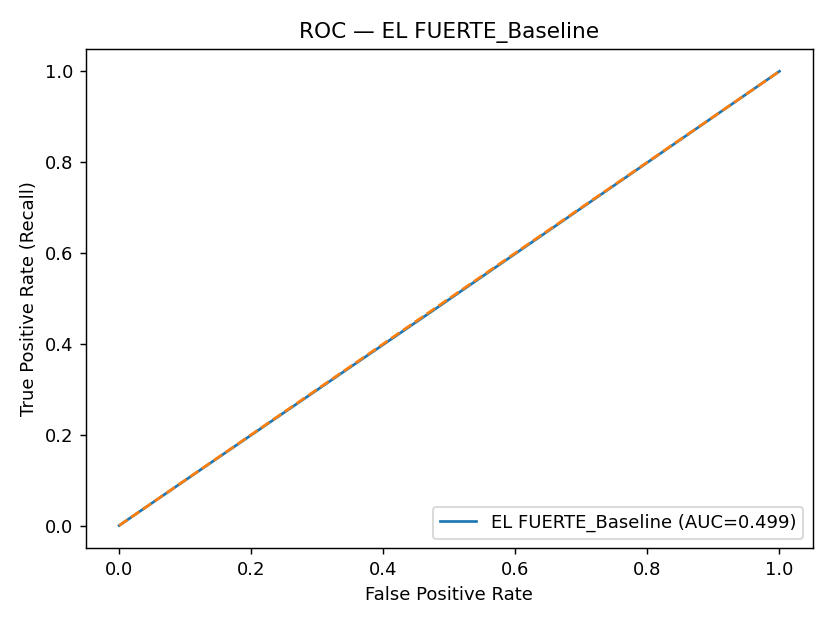 ROC — EL FUERTE_Baseline
True Positive Rate (Recall)
1.0
0.8
0.6
0.4
0.2
0.0
EL FUERTE_Baseline (AUC=0.499)
0.0 0.2 0.4 0.6 0.8 1.0
False Positive Rate